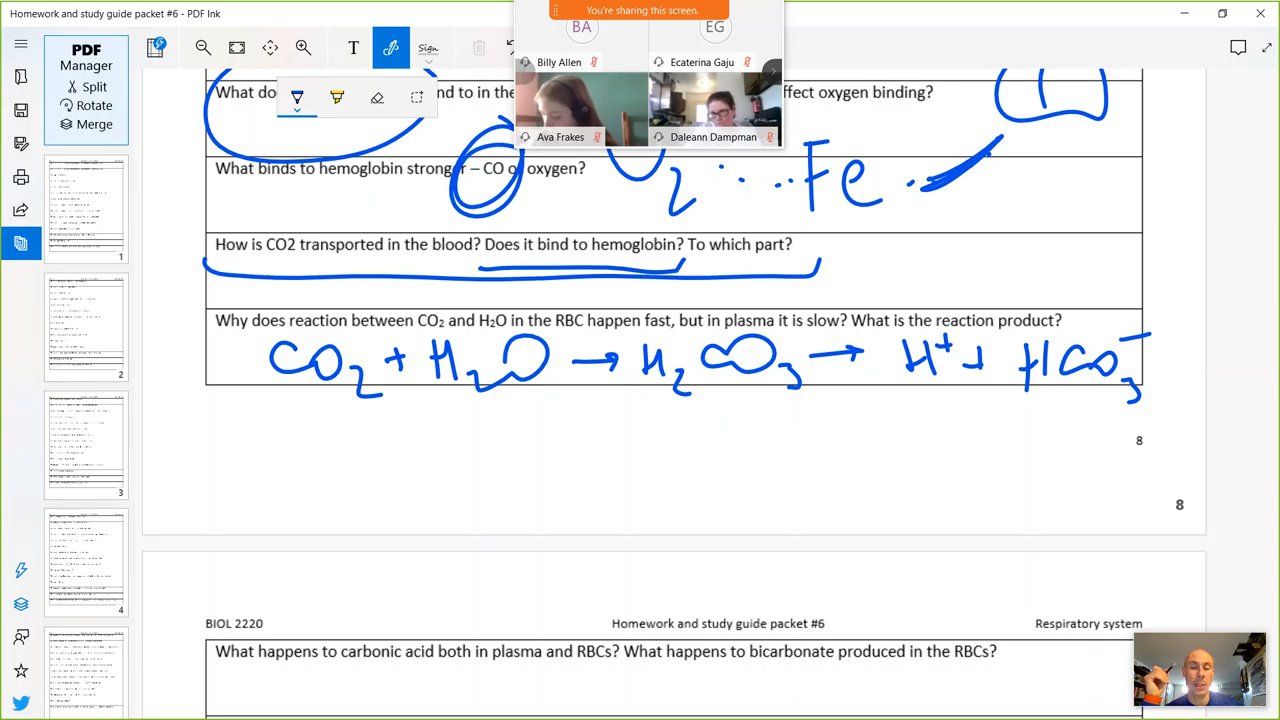 Homework and study guide packet #6 - PDF Ink
You're sharing this screen.
PDF
Manager
Split
Rotate
Merge
T
Sign
BA
EG
Billy Allen
Ecaterina Gaju
Ava Frakes
Daleann Dampman
What do nd to in the ffect oxygen binding?
What binds to hemoglobin stronger – CO or oxygen?
O2 ... Fe
How is CO2 transported in the blood? Does it bind to hemoglobin? To which part?
Why does reaction between CO₂ and H₂O in the RBC happen fast, but in plasma it is slow? What is the reaction product?
CO2 + H2O → H2CO3 → H+ + HCO3-
8
8
BIOL 2220 Homework and study guide packet #6 Respiratory system
What happens to carbonic acid both in plasma and RBCs? What happens to bicarbonate produced in the RBCs?
1
2
3
4